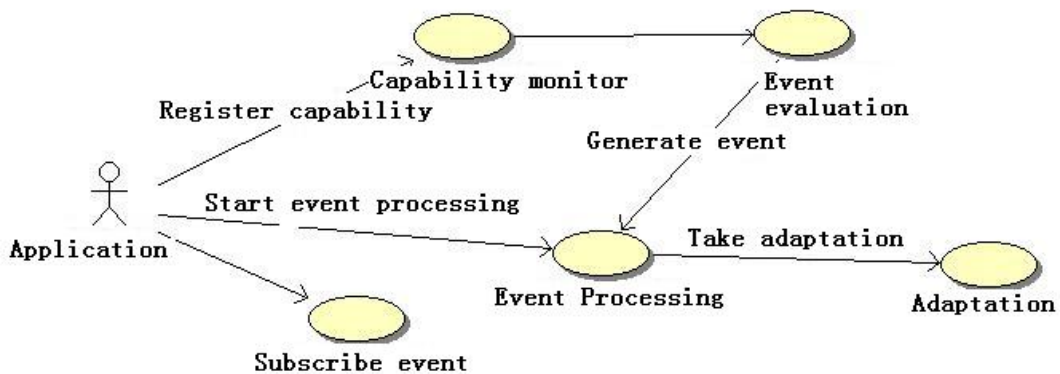 Capability monitor
Event
evaluation
Register capability
Generate event
Start event processing
Application
Take adaptation
Event Processing
Adaptation
Subscribe event